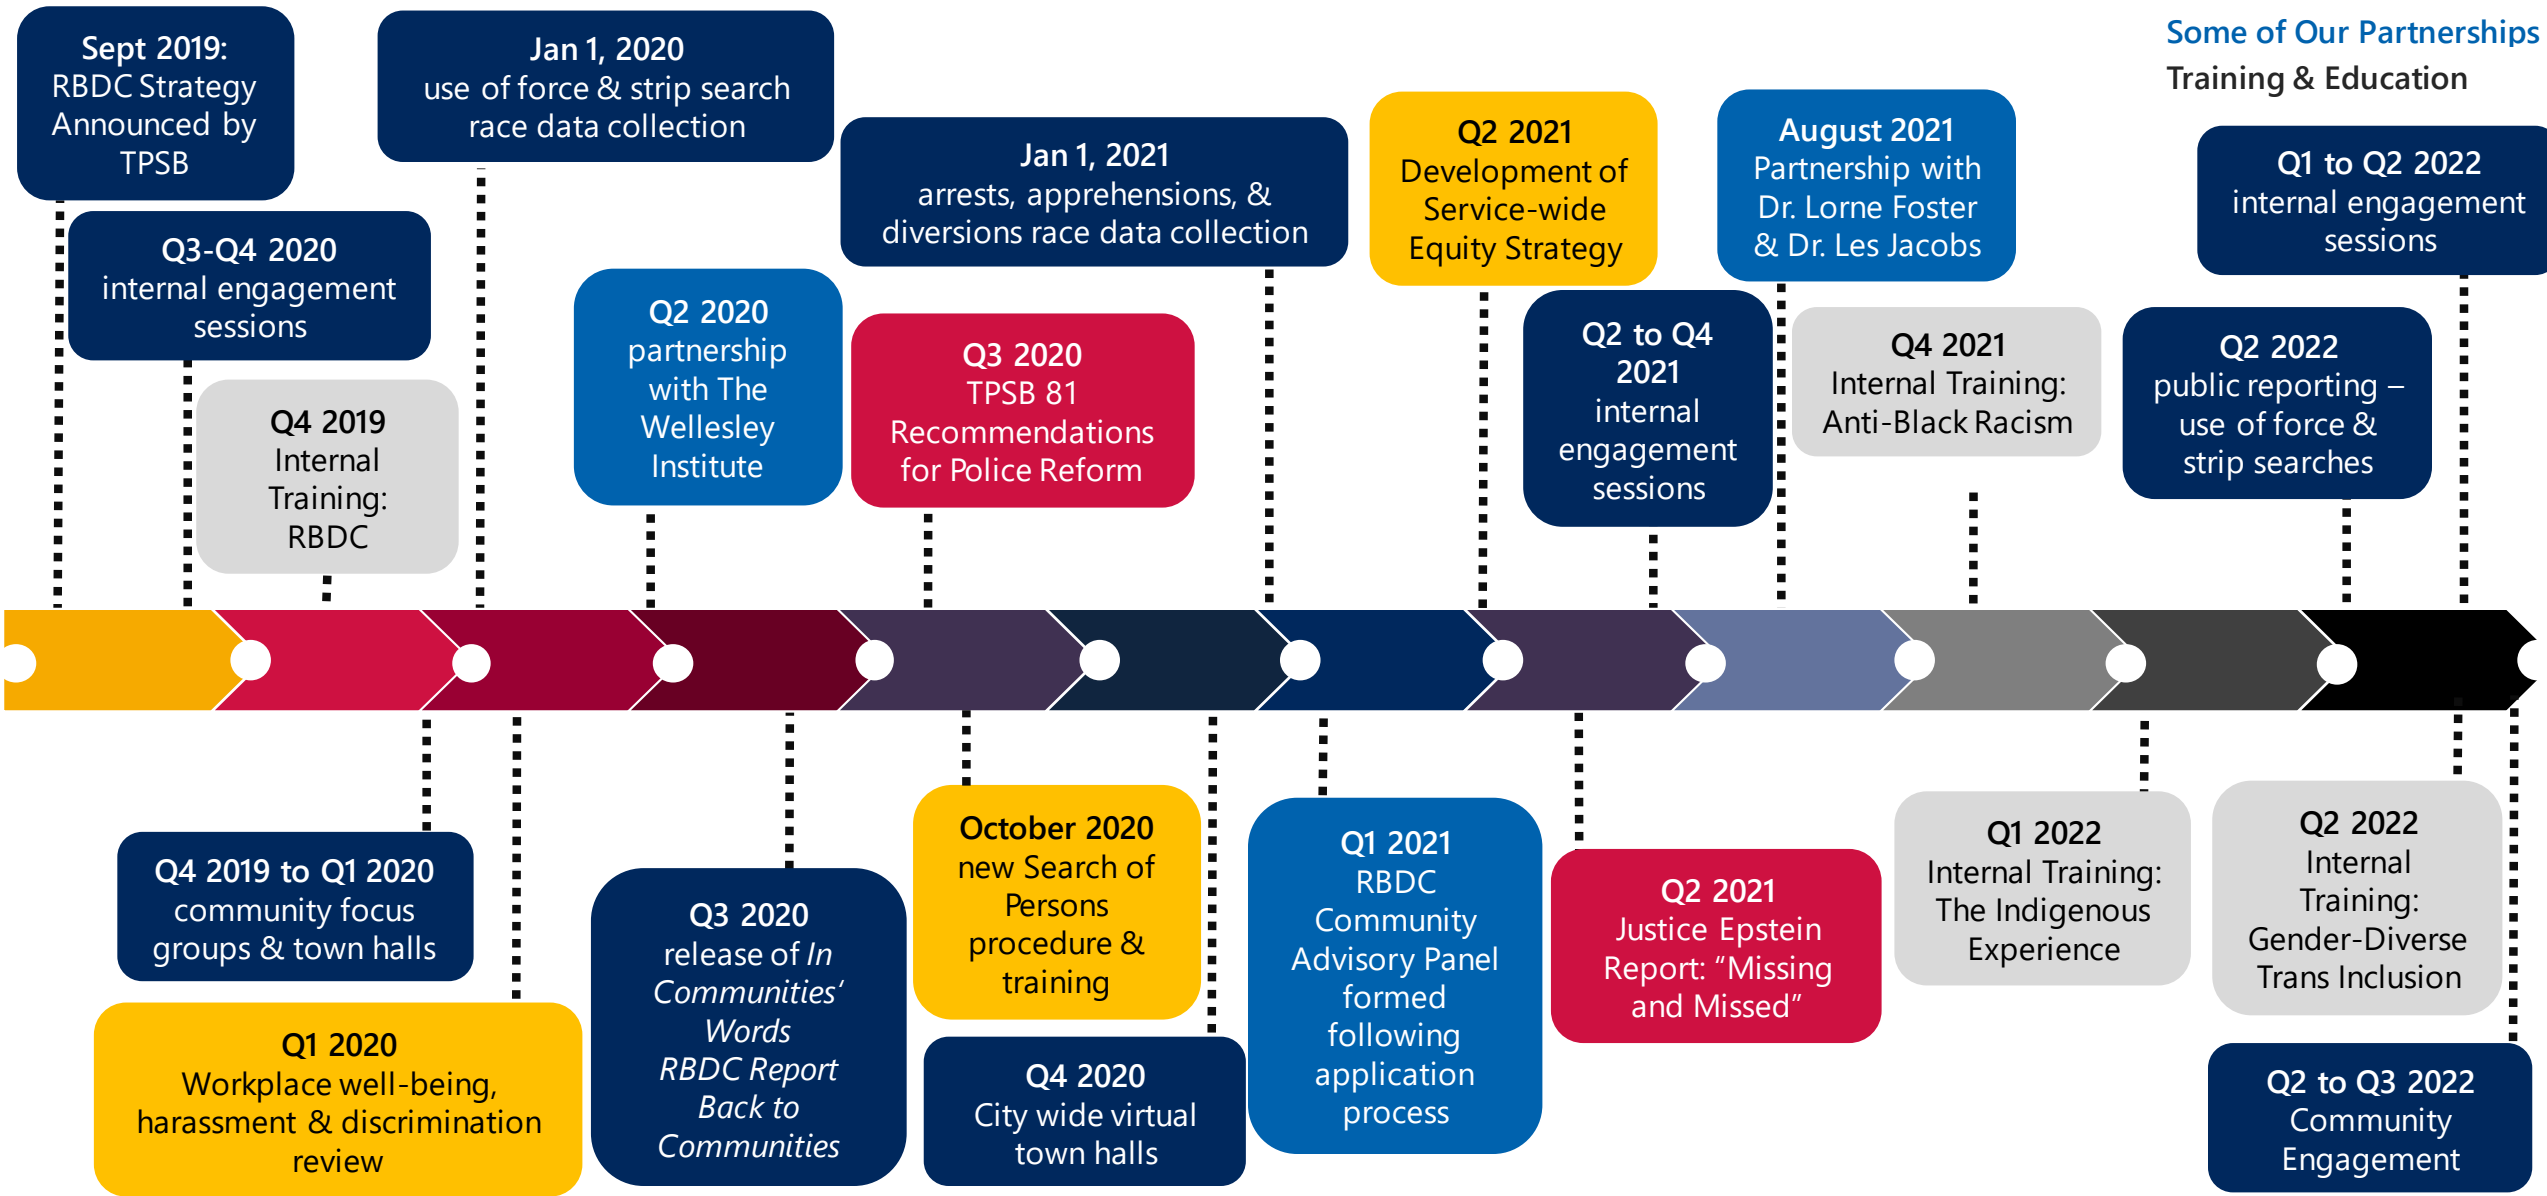 Some of Our Partnerships
Training & Education
Sept 2019:
RBDC Strategy
Announced by
TPSB
Jan 1, 2020
use of force & strip search
race data collection
Q3-Q4 2020
internal engagement
sessions
Q4 2019
Internal
Training:
RBDC
Q2 2020
partnership
with The
Wellesley
Institute
Jan 1, 2021
arrests, apprehensions, &
diversions race data collection
Q3 2020
TPSB 81
Recommendations
for Police Reform
Q2 2021
Development of
Service-wide
Equity Strategy
Q2 to Q4
2021
internal
engagement
sessions
August 2021
Partnership with
Dr. Lorne Foster
& Dr. Les Jacobs
Q4 2021
Internal Training:
Anti-Black Racism
Q1 to Q2 2022
internal engagement
sessions
Q2 2022
public reporting –
use of force &
strip searches
Q4 2019 to Q1 2020
community focus
groups & town halls
Q1 2020
Workplace well-being,
harassment & discrimination
review
Q3 2020
release of In
Communities‘
Words
RBDC Report
Back to
Communities
October 2020
new Search of
Persons
procedure &
training
Q4 2020
City wide virtual
town halls
Q1 2021
RBDC
Community
Advisory Panel
formed
following
application
process
Q2 2021
Justice Epstein
Report: “Missing
and Missed”
Q1 2022
Internal Training:
The Indigenous
Experience
Q2 2022
Internal
Training:
Gender-Diverse
Trans Inclusion
Q2 to Q3 2022
Community
Engagement